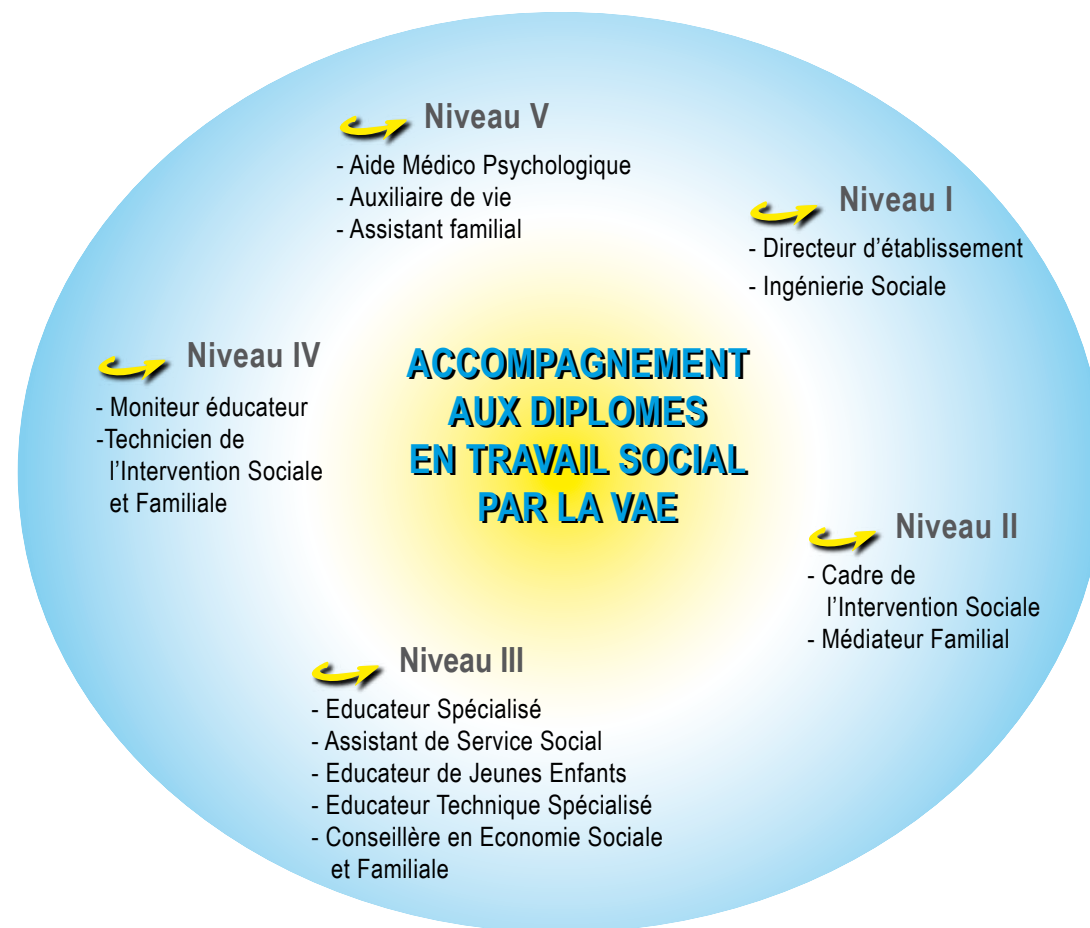 Niveau V
- Aide Médico Psychologique
- Auxiliaire de vie
- Assistant familial
Niveau I
- Directeur d'établissement
- Ingénierie Sociale
Niveau IV
- Moniteur éducateur
-Technicien de
l'Intervention Sociale
et Familiale
ACCOMPAGNEMENT
AUX DIPLOMES
EN TRAVAIL SOCIAL
PAR LA VAE
Niveau II
- Cadre de
l'Intervention Sociale
- Médiateur Familial
Niveau III
- Educateur Spécialisé
- Assistant de Service Social
- Educateur de Jeunes Enfants
- Educateur Technique Spécialisé
- Conseillère en Economie Sociale
et Familiale